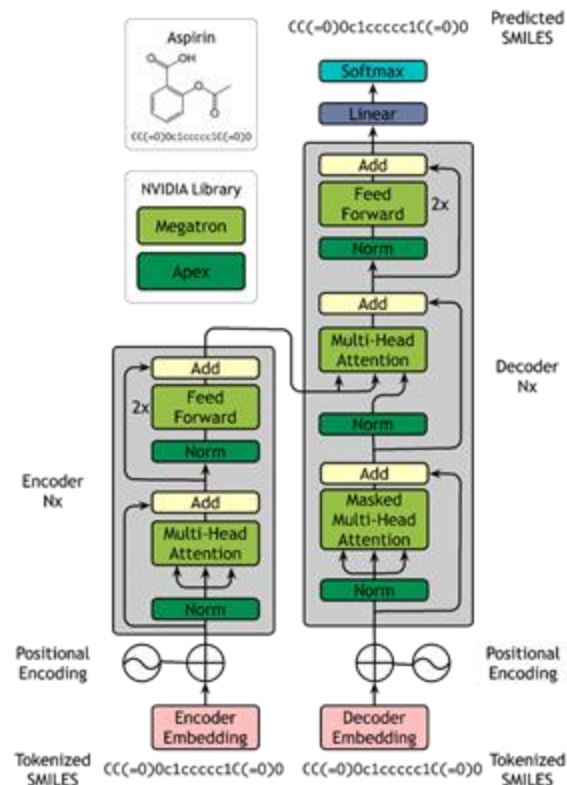 CC(=O)Oc1ccccc1C(=O)O
Predicted
SMILES
Aspirin
OH
O
O
O
CC(=O)Oc1ccccc1C(=O)O
NVIDIA Library
Megatron
Apex
Softmax
Linear
Add
Feed
Forward
2x
Norm
Add
Multi-Head
Attention
Norm
Add
Masked
Multi-Head
Attention
Norm
Decoder
Nx
Add
Feed
Forward
2x
Norm
Add
Multi-Head
Attention
Norm
Encoder
Nx
Positional
Encoding
Positional
Encoding
Encoder
Embedding
Decoder
Embedding
Tokenized
SMILES
CC(=O)Oc1ccccc1C(=O)O
CC(=O)Oc1ccccc1C(=O)O
Tokenized
SMILES